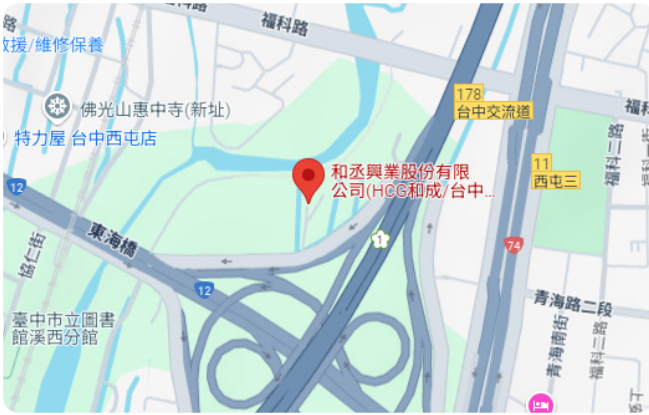 福科路
路
救援/維修保養
178
台中交流道
福科
佛光山惠中寺(新址)
特力屋 台中西屯店
福科二路
和丞興業股份有限
公司(HCG和成/台中...
11
西屯三
12
東海橋
1
74
協仁街
12
青海路二段
臺中市立圖書
館溪西分館
青海南街
福科二路